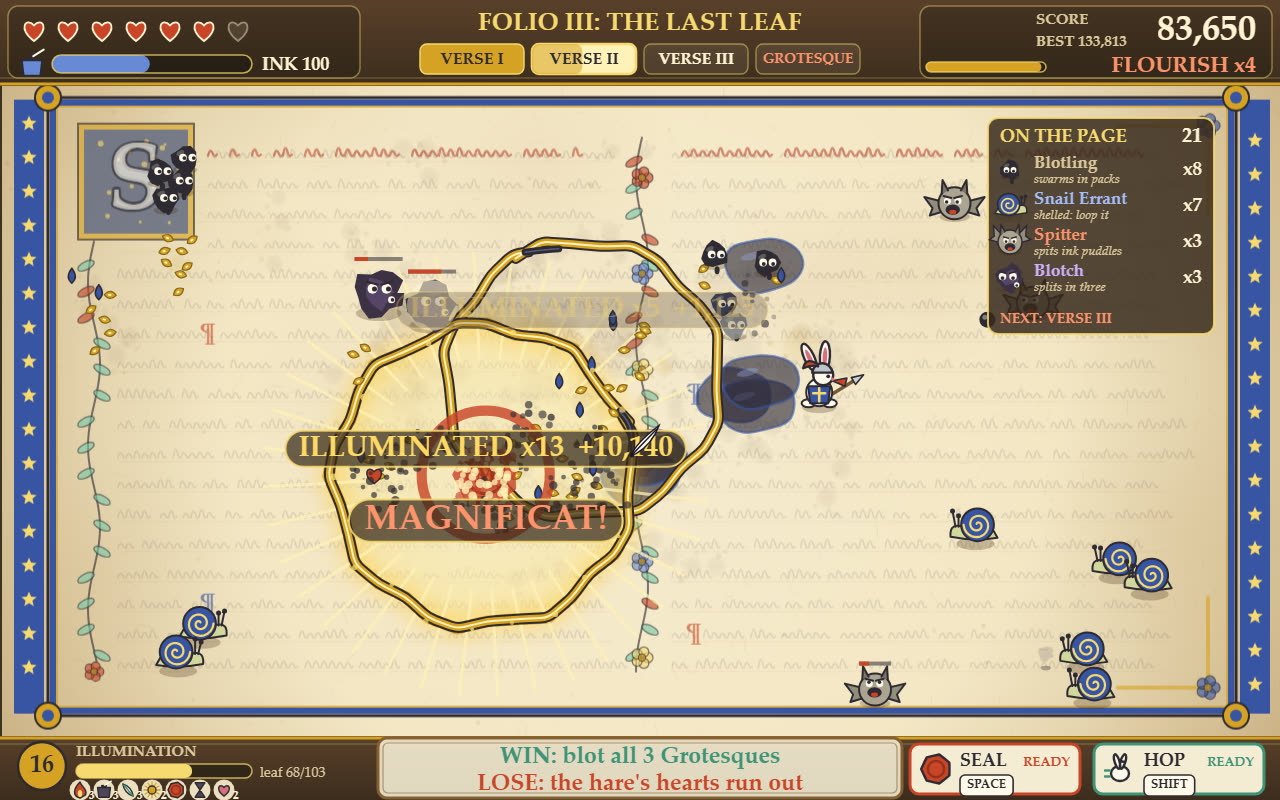 FOLIO III: THE LAST LEAF
VERSE I
VERSE II
VERSE III
GROTESQUE
INK 100
SCORE
83,650
BEST 133,813
FLOURISH x4
S
ON THE PAGE 21
Blotling x8
swarms in packs
Snail Errant x7
shelled: loop it
Spitter x3
spits ink puddles
Blotch x3
splits in three
NEXT: VERSE III
¶
¶
¶
¶
ILLUMINATED x13 +10,140
MAGNIFICAT!
16
ILLUMINATION
leaf 68/103
WIN: blot all 3 Grotesques
LOSE: the hare's hearts run out
SEAL READY
SPACE
HOP READY
SHIFT